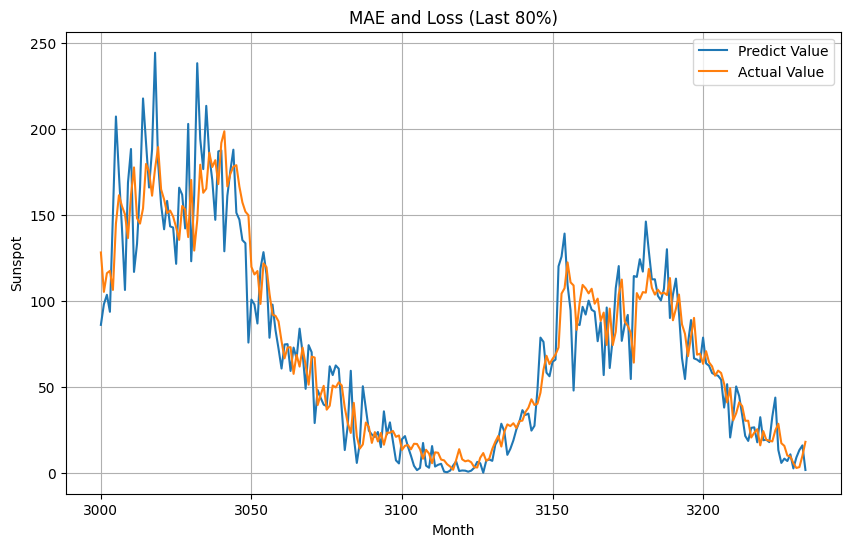 MAE and Loss (Last 80%)
Predict Value
Actual Value
250
200
150
100
50
0
Sunspot
3000 3050 3100 3150 3200
Month